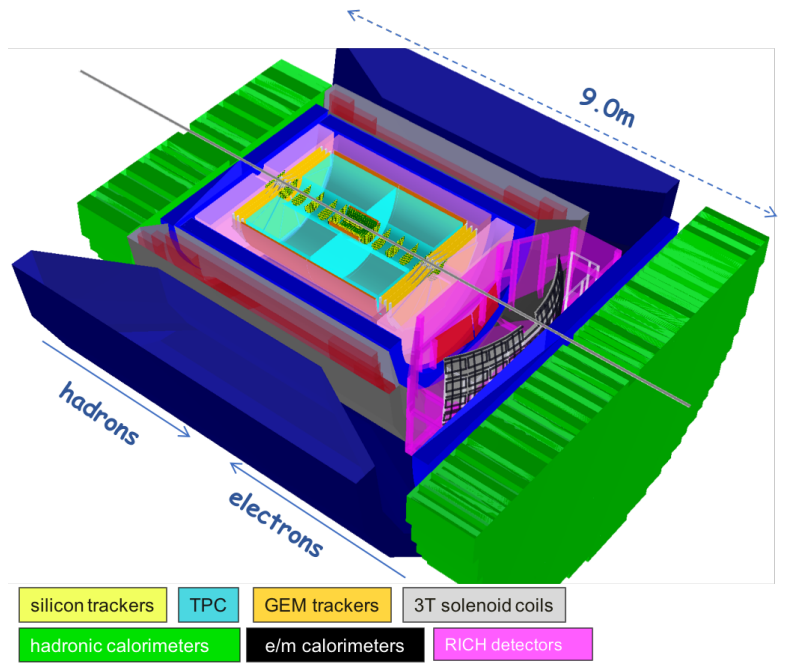 9.0m
hadrons
electrons
silicon trackers TPC GEM trackers 3T solenoid coils
hadronic calorimeters e/m calorimeters RICH detectors